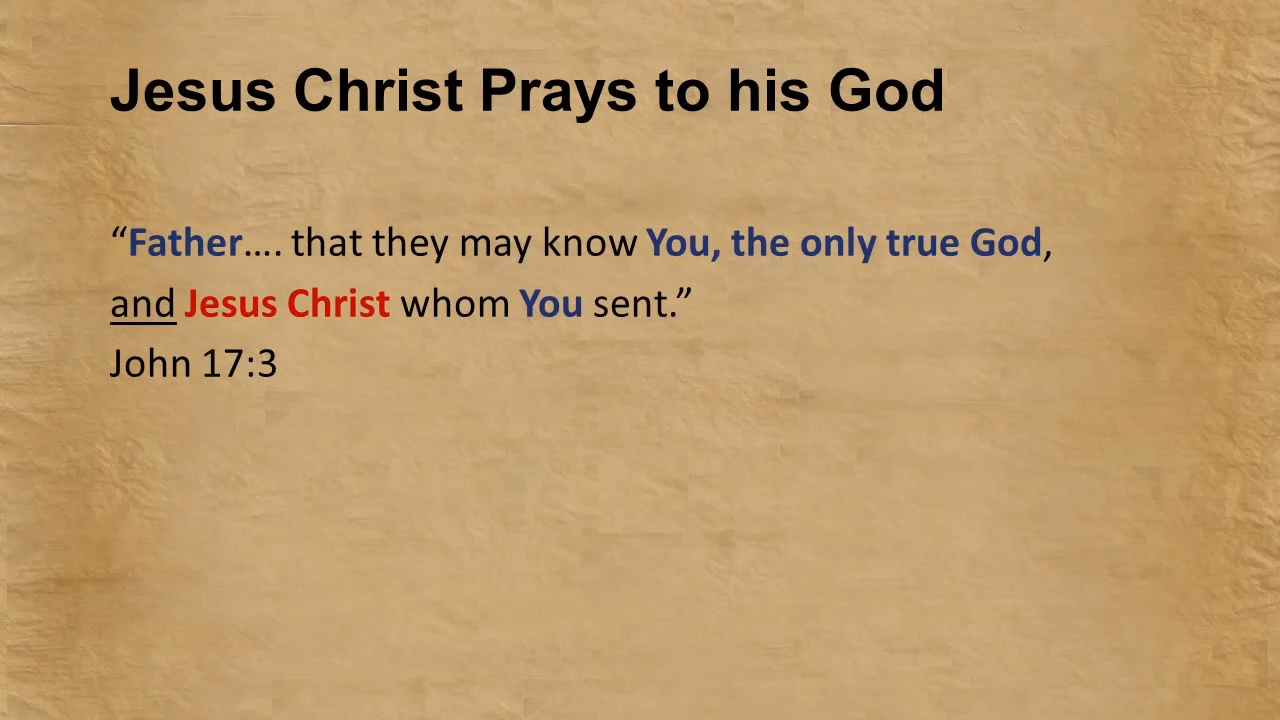 Jesus Christ Prays to his God
“Father…. that they may know You, the only true God,
and Jesus Christ whom You sent.”
John 17:3